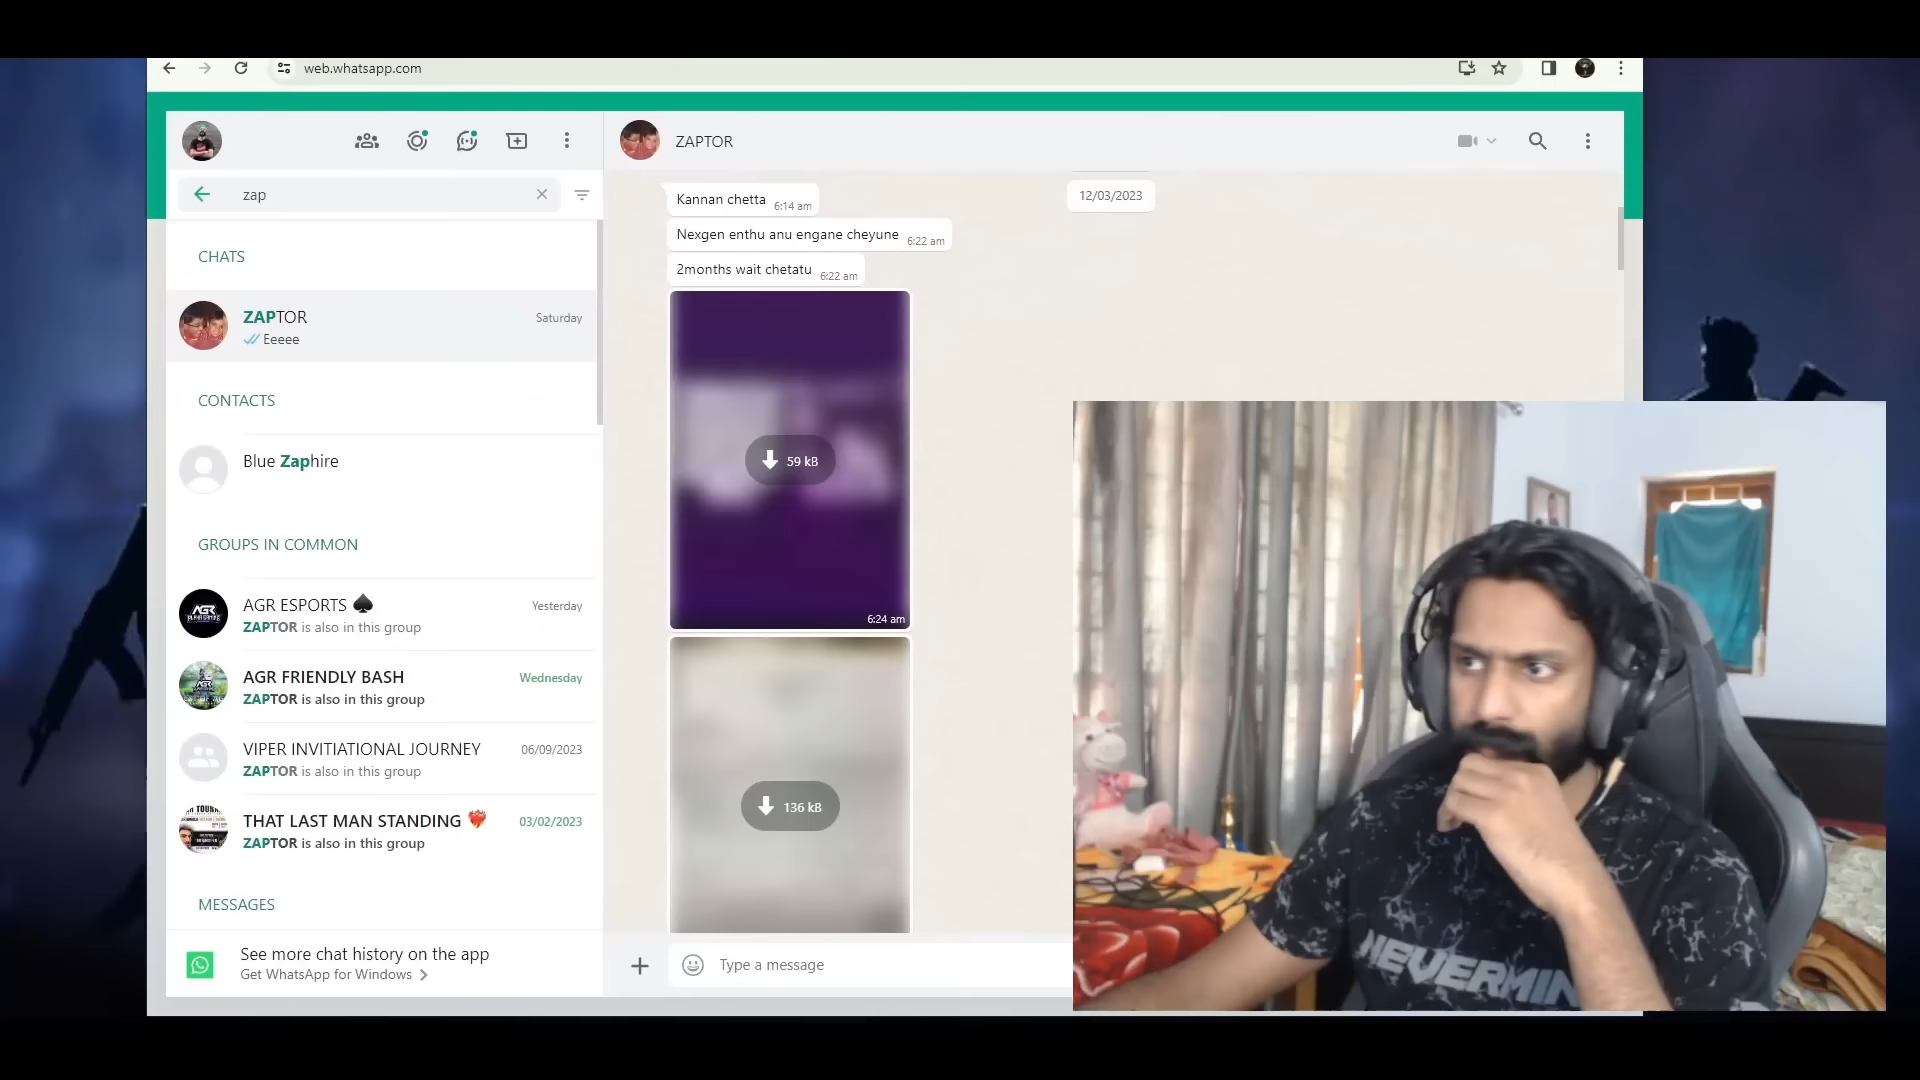 web.whatsapp.com
zap
CHATS
ZAPTOR
Saturday
Eeeee
CONTACTS
Blue Zaphire
GROUPS IN COMMON
AGR ESPORTS ♠
Yesterday
ZAPTOR is also in this group
AGR FRIENDLY BASH
Wednesday
ZAPTOR is also in this group
VIPER INVITIATIONAL JOURNEY
06/09/2023
ZAPTOR is also in this group
THAT LAST MAN STANDING ❤️‍🔥
03/02/2023
ZAPTOR is also in this group
MESSAGES
See more chat history on the app
Get WhatsApp for Windows
ZAPTOR
12/03/2023
Kannan chetta 6:14 am
Nexgen enthu anu engane cheyune 6:22 am
2months wait chetatu 6:22 am
59 kB
6:24 am
136 kB
Type a message
AGR
NEVERMIN